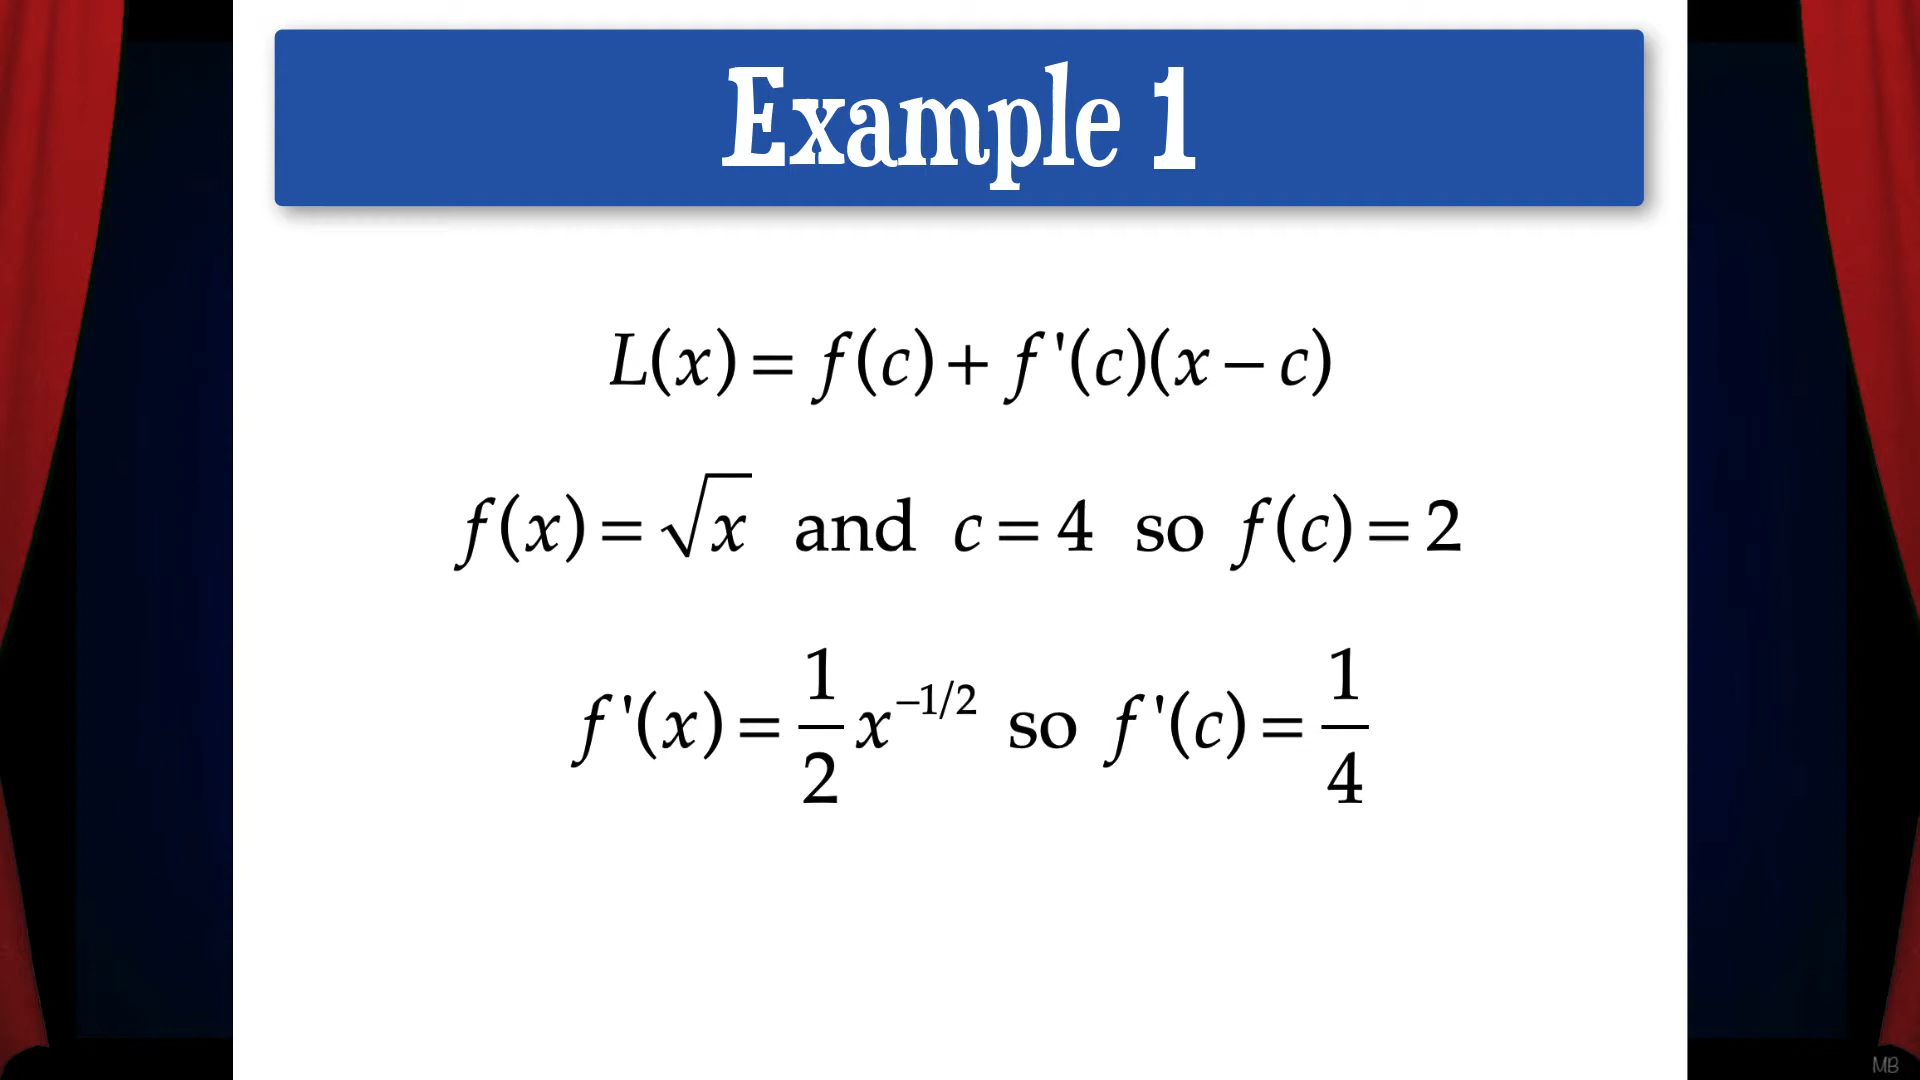 Example 1
L(x) = f(c) + f '(c)(x – c)
f(x) = √x and c = 4 so f(c) = 2
f '(x) = 1/2 x^–1/2 so f '(c) = 1/4
MB